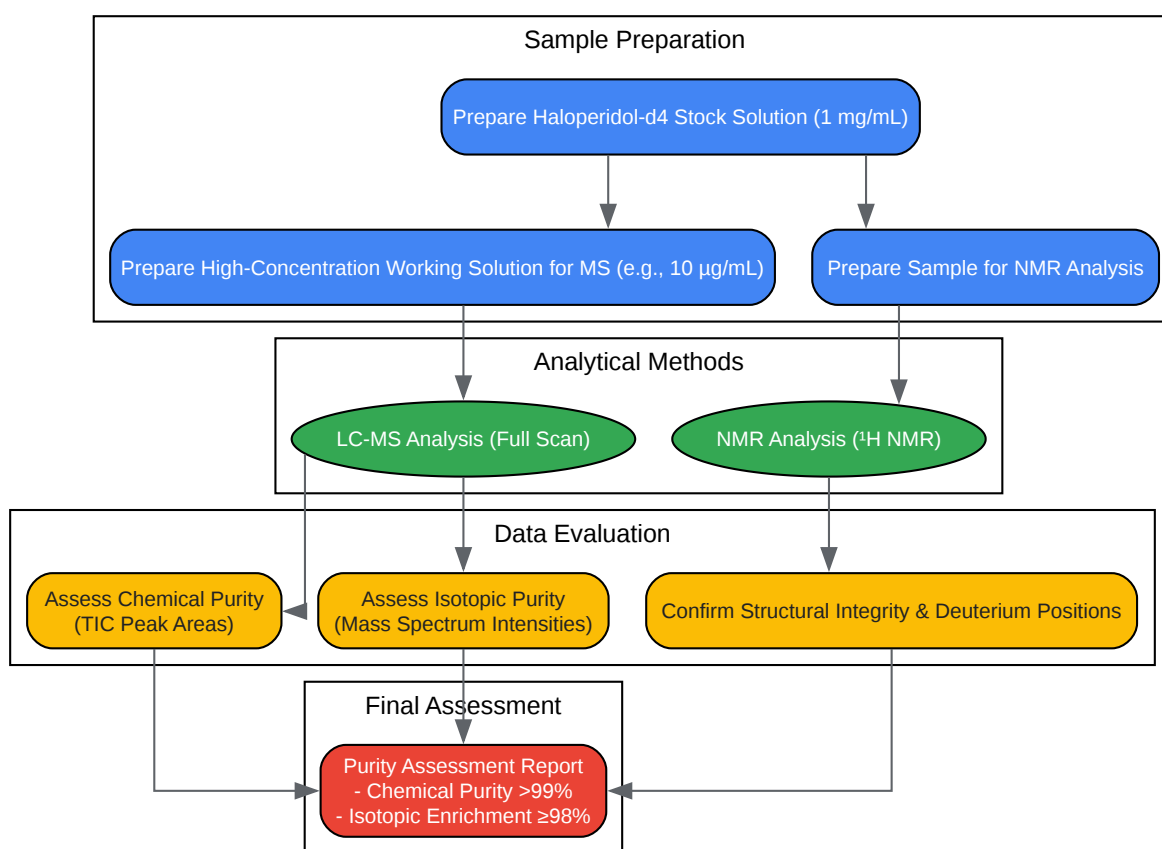 Sample Preparation
Prepare Haloperidol-d4 Stock Solution (1 mg/mL)
Prepare High-Concentration Working Solution for MS (e.g., 10 µg/mL)
Prepare Sample for NMR Analysis
Analytical Methods
LC-MS Analysis (Full Scan)
NMR Analysis (¹H NMR)
Data Evaluation
Assess Chemical Purity
(TIC Peak Areas)
Assess Isotopic Purity
(Mass Spectrum Intensities)
Confirm Structural Integrity & Deuterium Positions
Final Assessment
Purity Assessment Report
- Chemical Purity >99%
- Isotopic Enrichment ≥98%